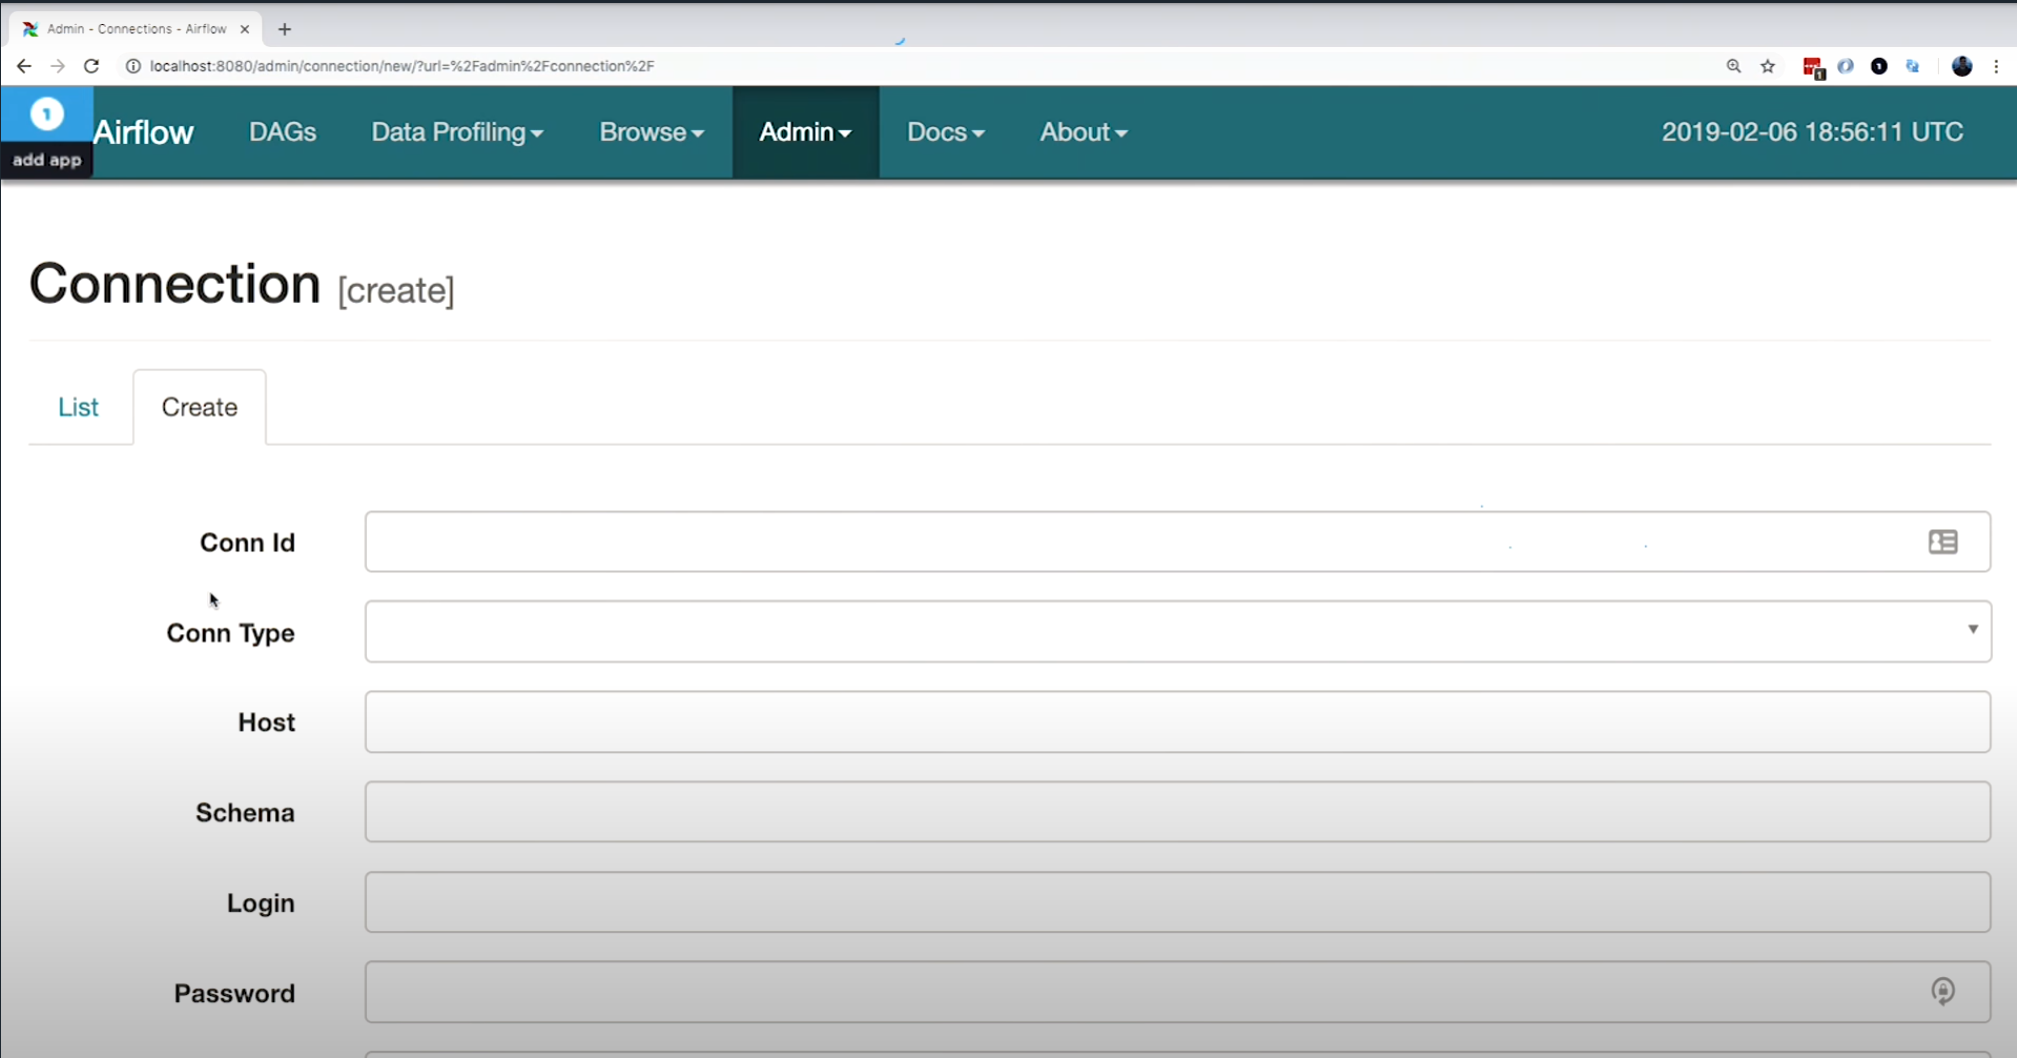 Admin - Connections - Airflow
localhost:8080/admin/connection/new/?url=%2Fadmin%2Fconnection%2F
1
1
1
add app
Airflow DAGs Data Profiling Browse Admin Docs About 2019-02-06 18:56:11 UTC
Connection [create]
List Create
Conn Id
Conn Type
Host
Schema
Login
Password